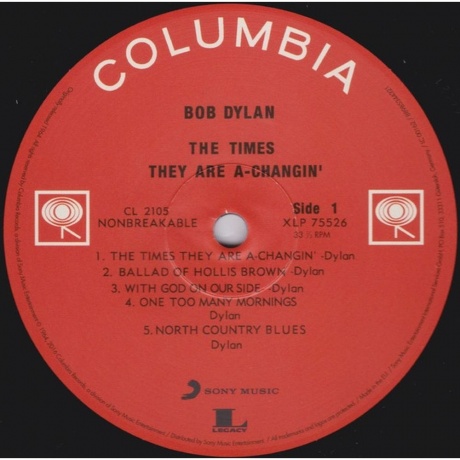 COLUMBIA
BOB DYLAN
THE TIMES
THEY ARE A-CHANGIN'
CL 2105
NONBREAKABLE
Side 1
XLP 75526
33 ⅓ RPM
1. THE TIMES THEY ARE A-CHANGIN' -Dylan
2. BALLAD OF HOLLIS BROWN -Dylan
3. WITH GOD ON OUR SIDE -Dylan
4. ONE TOO MANY MORNINGS
Dylan
5. NORTH COUNTRY BLUES
Dylan
SONY MUSIC
L
LEGACY